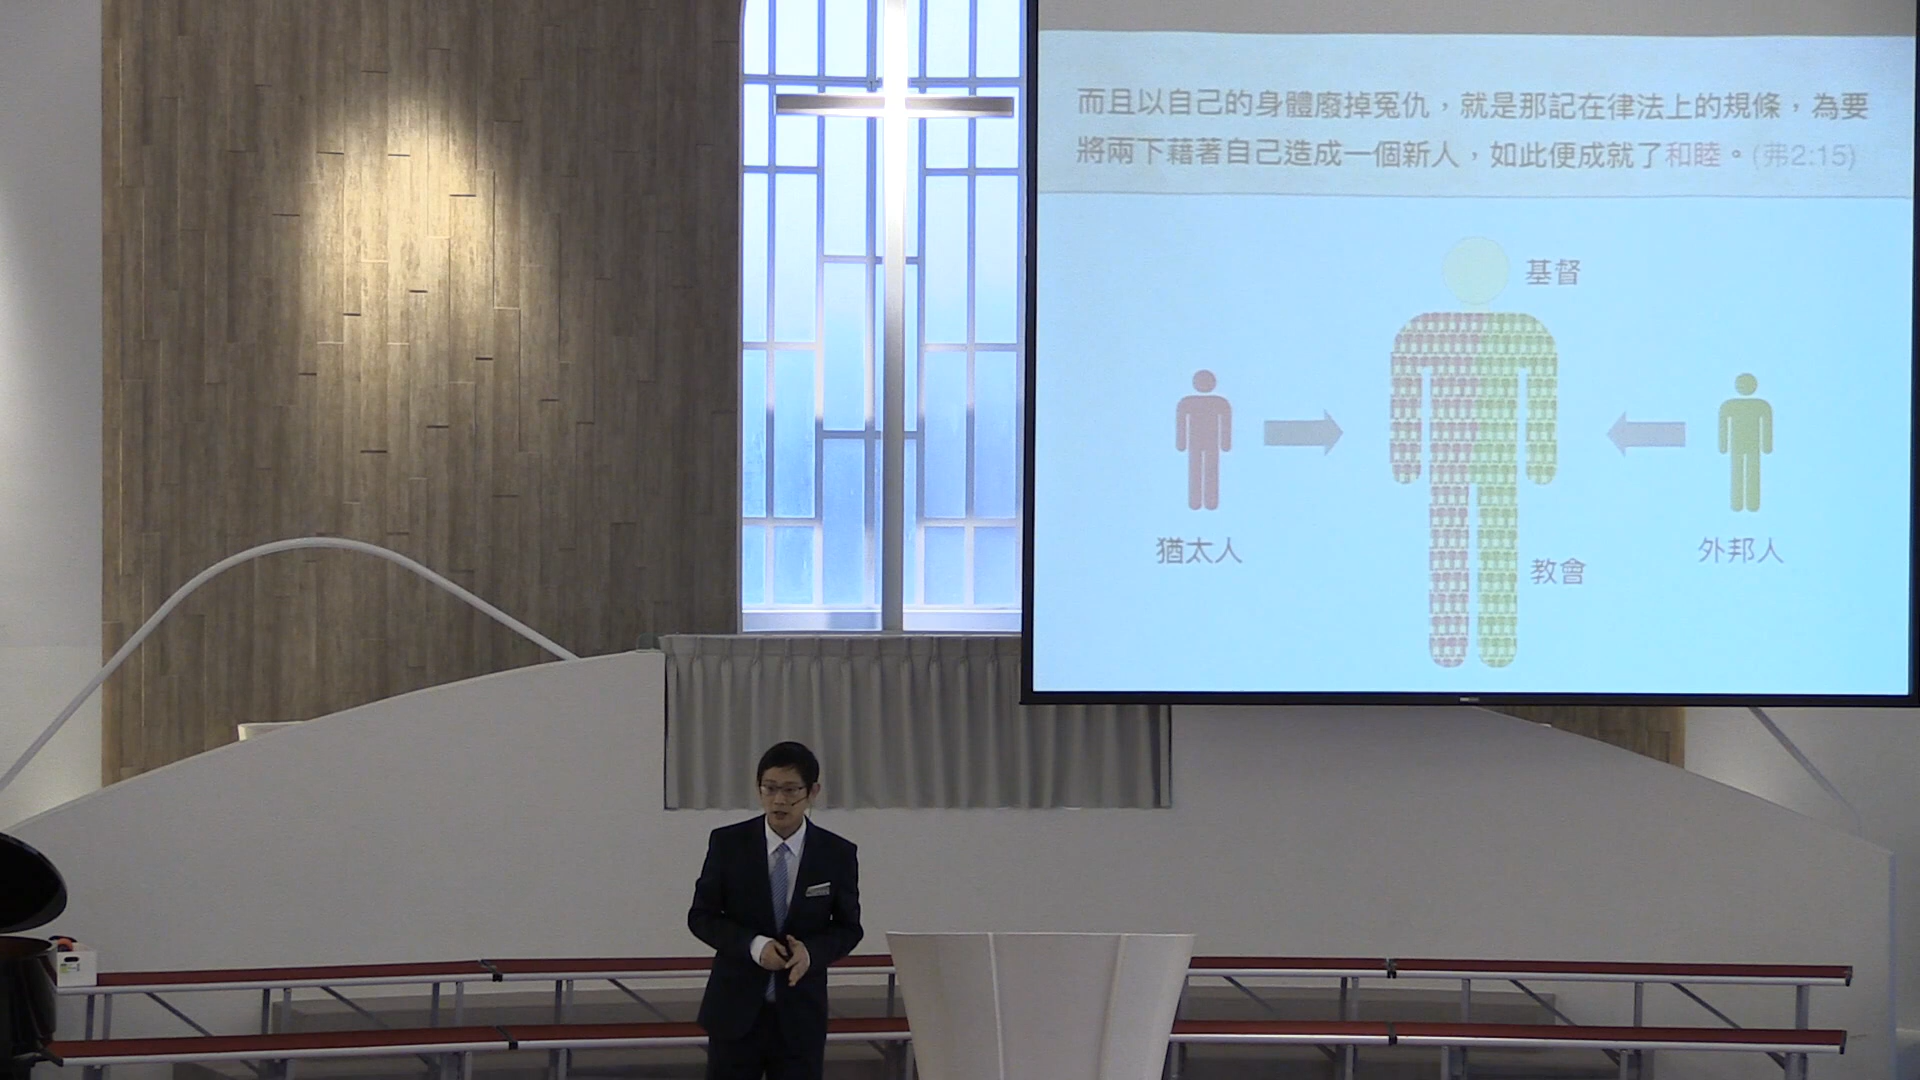 而且以自己的身體廢掉冤仇，就是那記在律法上的規條，為要
將兩下藉著自己造成一個新人，如此便成就了和睦。(弗2:15)
基督
猶太人
外邦人
教會